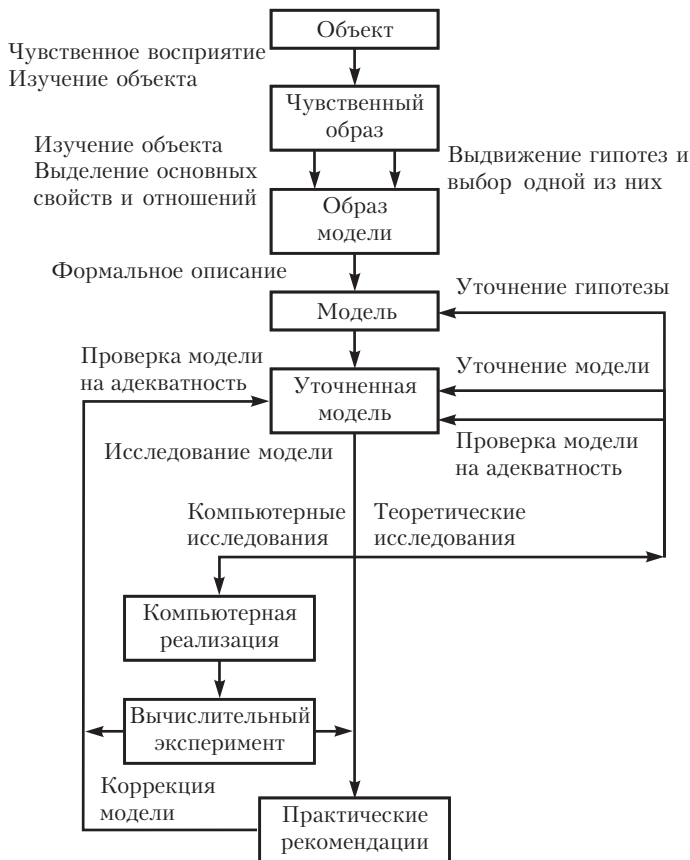 Объект
Чувственное восприятие
Изучение объекта
Чувственный
образ
Изучение объекта
Выделение основных
свойств и отношений
Выдвижение гипотез и
выбор одной из них
Образ
модели
Формальное описание
Уточнение гипотезы
Модель
Проверка модели
на адекватность
Уточнение модели
Уточненная
модель
Проверка модели
на адекватность
Исследование модели
Компьютерные
исследования
Теоретические
исследования
Компьютерная
реализация
Вычислительный
эксперимент
Коррекция
модели
Практические
рекомендации